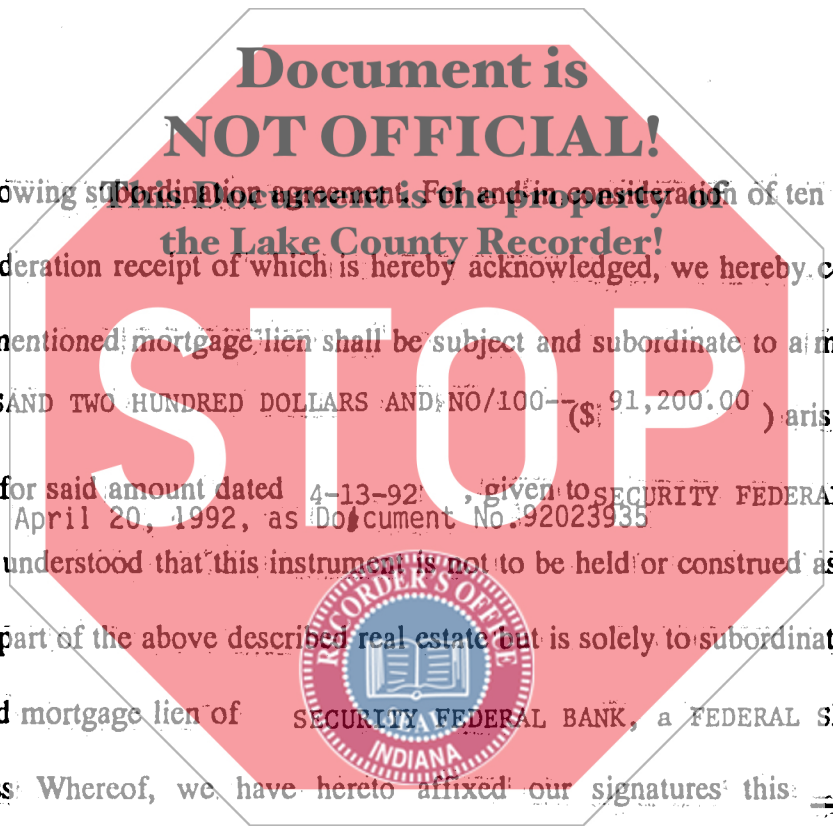 Document is
NOT OFFICIAL!
owing subordination agreement. For and in consideration of ten
This Document is the property of
the Lake County Recorder!
deration receipt of which is hereby acknowledged, we hereby c
mentioned mortgage lien shall be subject and subordinate to a m
STOP
SAND TWO HUNDRED DOLLARS AND NO/100-- ($ 91,200.00 ) aris
for said amount dated 4-13-92 , given to SECURITY FEDERA
April 20, 1992, as Document No. 92023935
understood that this instrument is not to be held or construed as
RECORDER'S OFFICE
part of the above described real estate but is solely to subordinat
d mortgage lien of SECURITY FEDERAL BANK, a FEDERAL S
INDIANA
s Whereof, we have hereto affixed our signatures this